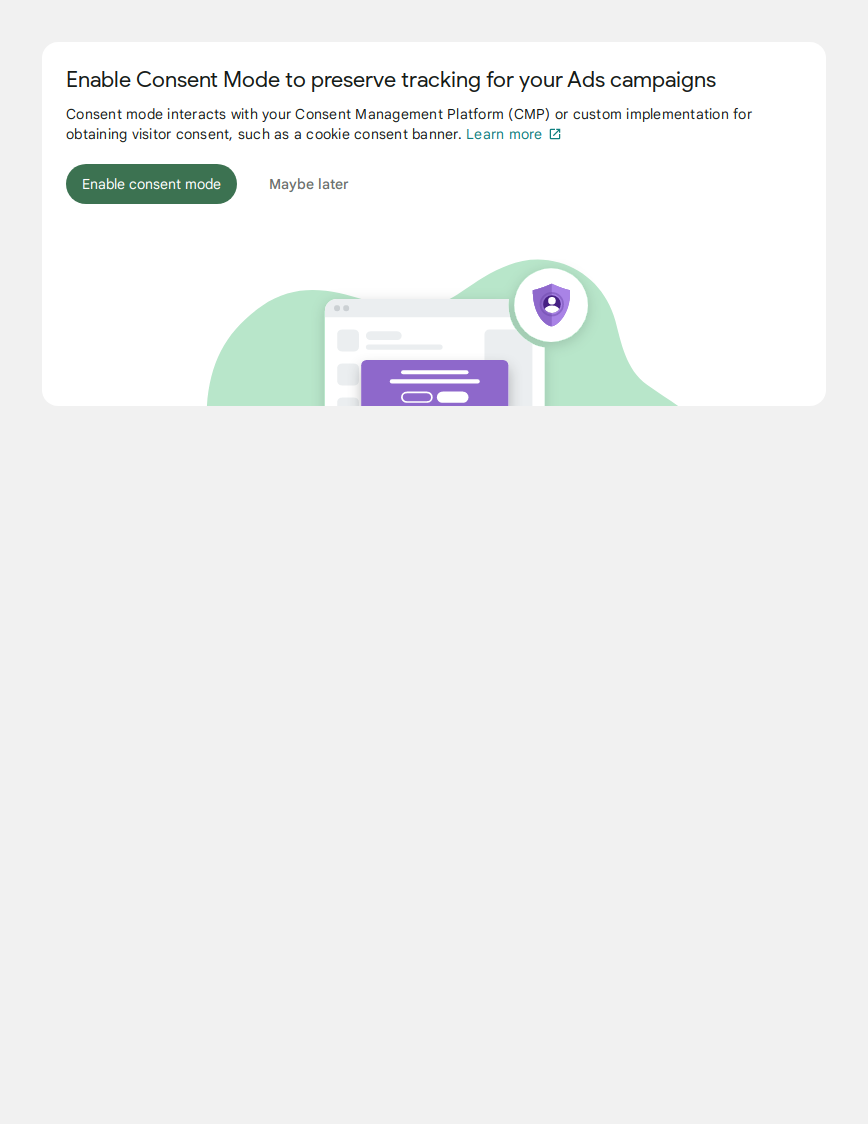 Enable Consent Mode to preserve tracking for your Ads campaigns
Consent mode interacts with your Consent Management Platform (CMP) or custom implementation for
obtaining visitor consent, such as a cookie consent banner. Learn more
Enable consent mode
Maybe later